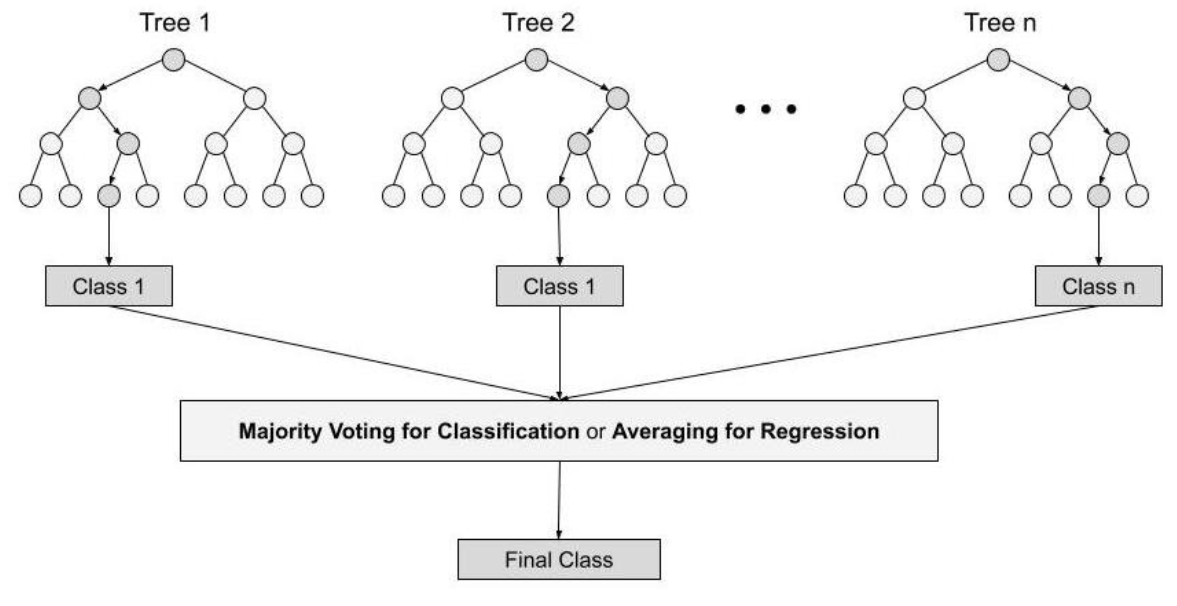 Tree 1
Tree 2
Tree n
Class 1
Class 1
Class n
Majority Voting for Classification or Averaging for Regression
Final Class